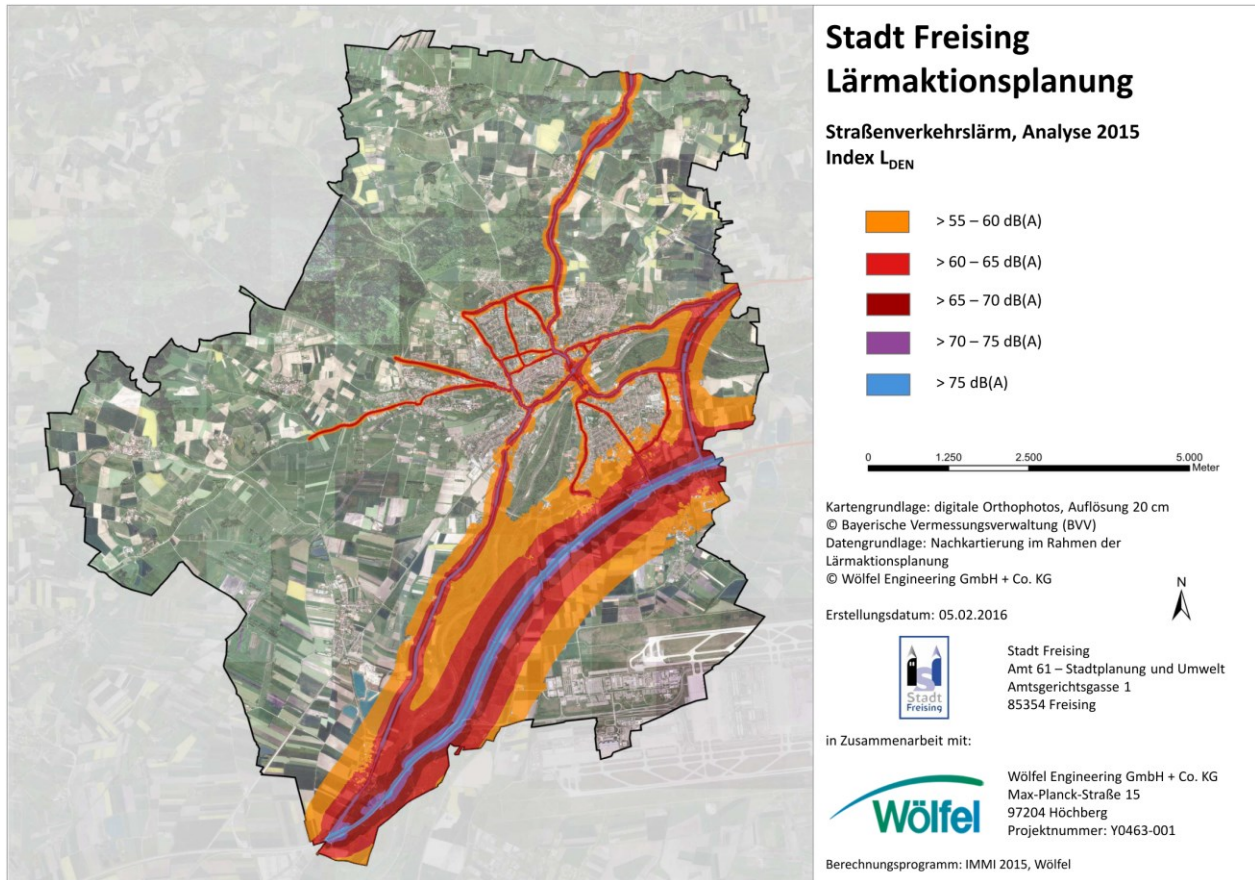 Stadt Freising
Lärmaktionsplanung
Straßenverkehrslärm, Analyse 2015
Index LDEN
> 55 – 60 dB(A)
> 60 – 65 dB(A)
> 65 – 70 dB(A)
> 70 – 75 dB(A)
> 75 dB(A)
0 1.250 2.500 5.000
Meter
Kartengrundlage: digitale Orthophotos, Auflösung 20 cm
© Bayerische Vermessungsverwaltung (BVV)
Datengrundlage: Nachkartierung im Rahmen der
Lärmaktionsplanung
© Wölfel Engineering GmbH + Co. KG
N
Erstellungsdatum: 05.02.2016
Stadt
Freising
Stadt Freising
Amt 61 – Stadtplanung und Umwelt
Amtsgerichtsgasse 1
85354 Freising
in Zusammenarbeit mit:
Wölfel
Wölfel Engineering GmbH + Co. KG
Max-Planck-Straße 15
97204 Höchberg
Projektnummer: Y0463-001
Berechnungsprogramm: IMMI 2015, Wölfel